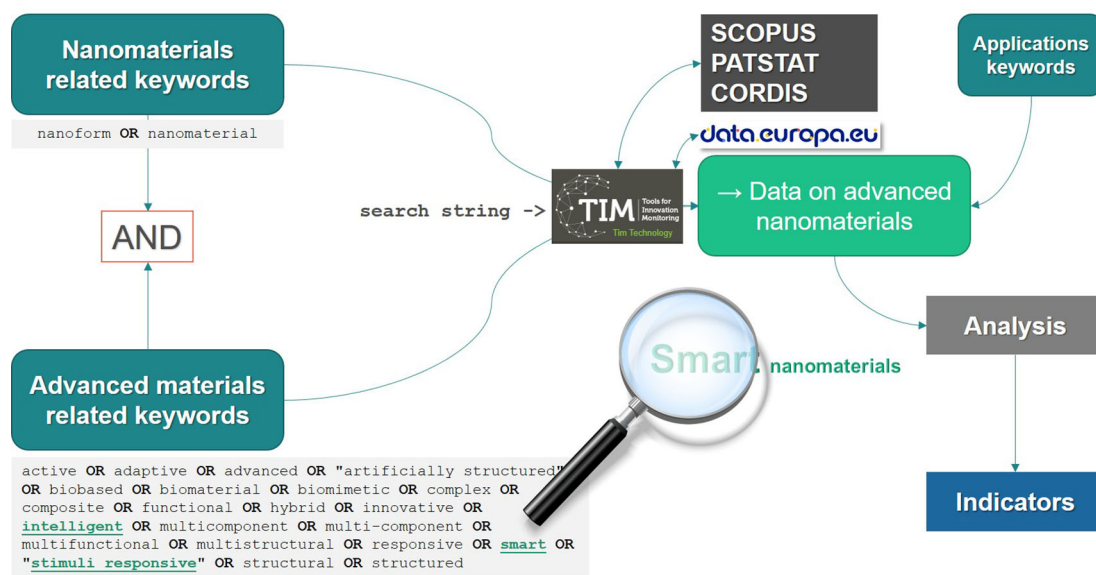 Nanomaterials
related keywords
nanoform OR nanomaterial
AND
Advanced materials
related keywords
active OR adaptive OR advanced OR "artificially structured"
OR biobased OR biomaterial OR biomimetic OR complex OR
composite OR functional OR hybrid OR innovative OR
intelligent OR multicomponent OR multi-component OR
multifunctional OR multistructural OR responsive OR smart OR
"stimuli responsive" OR structural OR structured
search string ->
TIM
Tools for
Innovation
Monitoring
Tim Technology
SCOPUS
PATSTAT
CORDIS
data.europa.eu
Applications
keywords
→ Data on advanced
nanomaterials
Smart nanomaterials
Analysis
Indicators